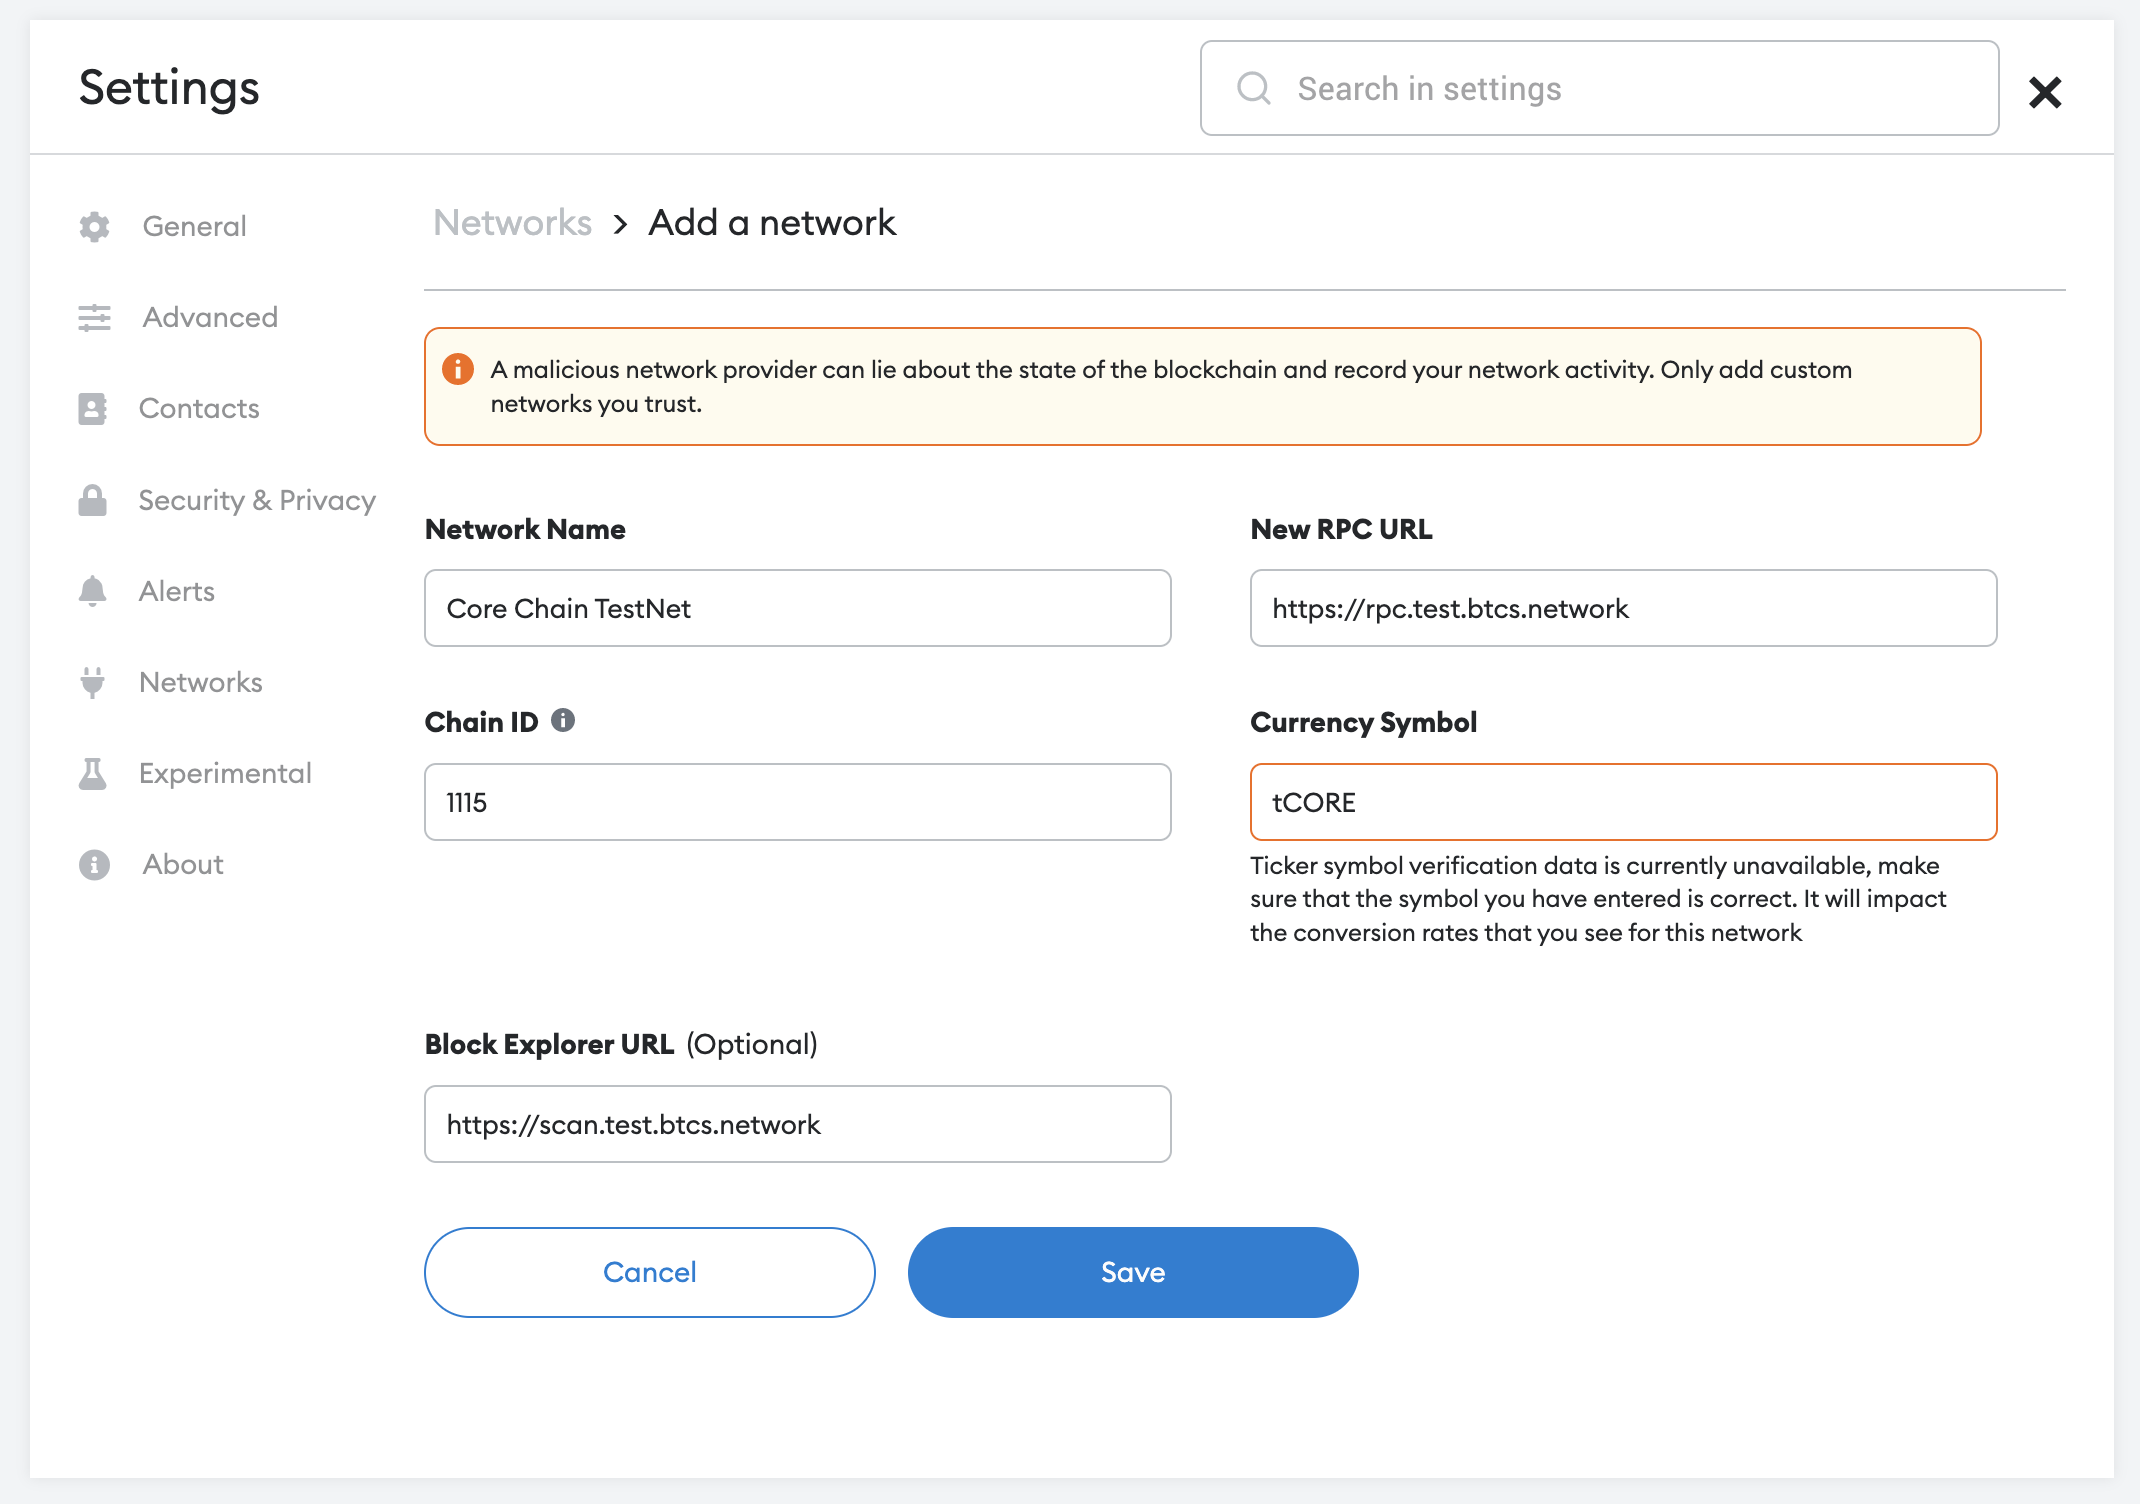 Settings
Search in settings
General
Advanced
Contacts
Security & Privacy
Alerts
Networks
Experimental
About
Networks > Add a network
A malicious network provider can lie about the state of the blockchain and record your network activity. Only add custom
networks you trust.
Network Name
Core Chain TestNet
New RPC URL
https://rpc.test.btcs.network
Chain ID
1115
Currency Symbol
tCORE
Ticker symbol verification data is currently unavailable, make
sure that the symbol you have entered is correct. It will impact
the conversion rates that you see for this network
Block Explorer URL (Optional)
https://scan.test.btcs.network
Cancel
Save